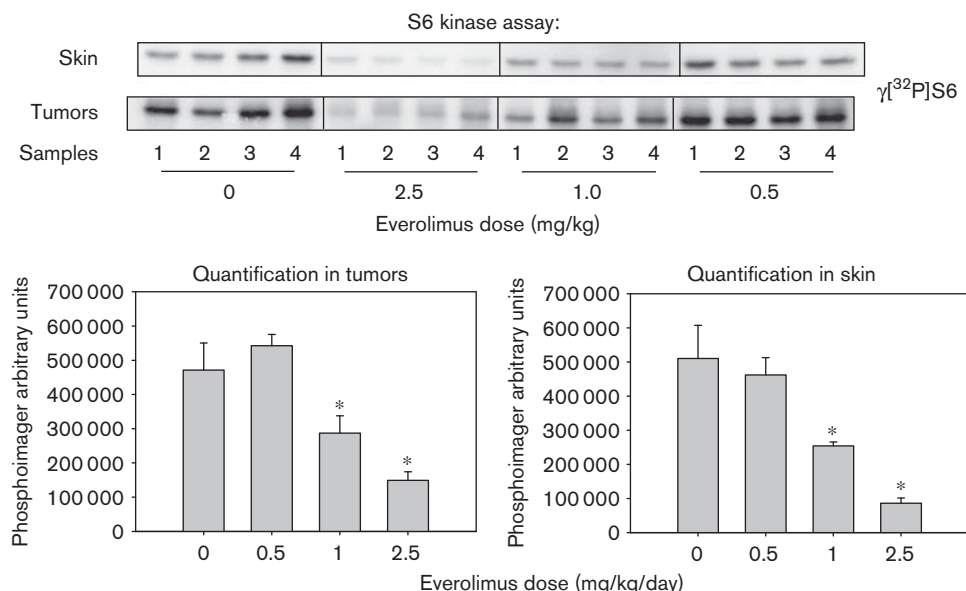 S6 kinase assay:
Skin
γ[³²P]S6
Tumors
Samples 1 2 3 4 1 2 3 4 1 2 3 4 1 2 3 4
0 2.5 1.0 0.5
Everolimus dose (mg/kg)
Quantification in tumors
Phosphoimager arbitrary units
700 000
600 000
500 000
400 000
300 000
200 000
100 000
0
* *
0 0.5 1 2.5
Quantification in skin
Phosphoimager arbitrary units
700 000
600 000
500 000
400 000
300 000
200 000
100 000
0
* *
0 0.5 1 2.5
Everolimus dose (mg/kg/day)